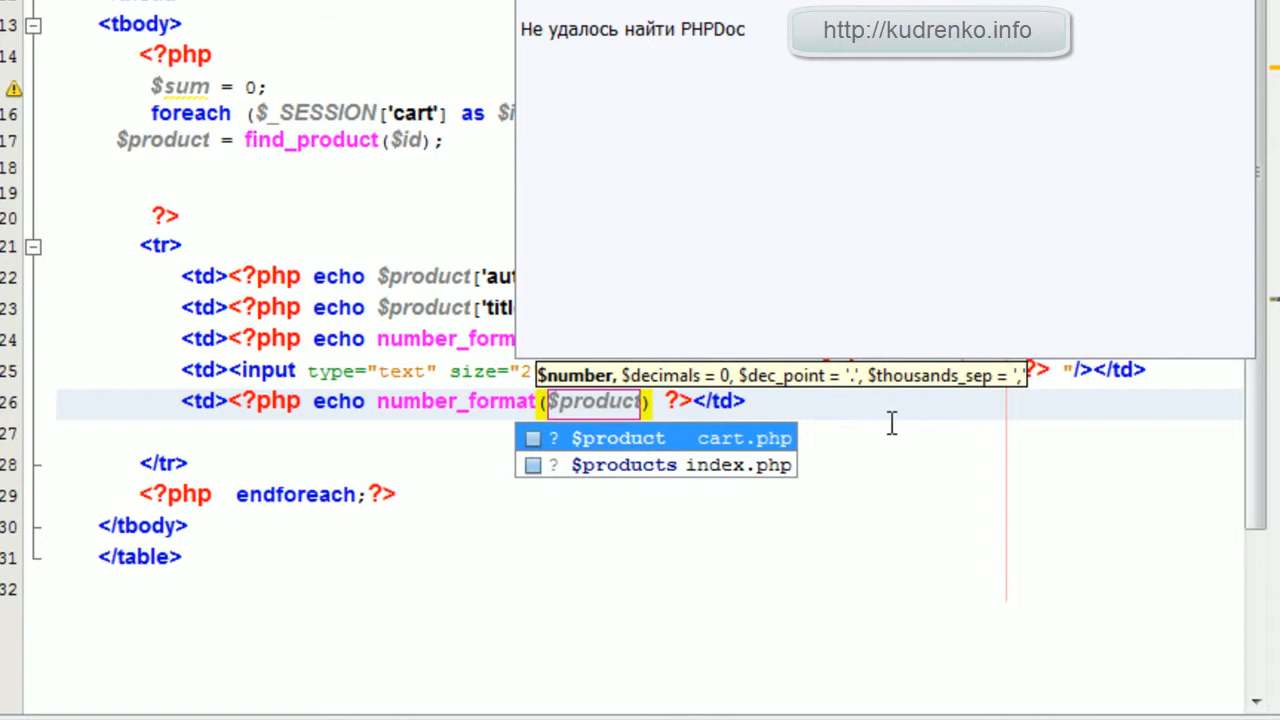 13 <tbody>
Не удалось найти PHPDoc
http://kudrenko.info
14 <?php
$sum = 0;
16 foreach ($_SESSION['cart'] as $i
17 $product = find_product($id);
18
19
20 ?>
21 <tr>
22 <td><?php echo $product['aut
23 <td><?php echo $product['titl
24 <td><?php echo number_form
25 <td><input type="text" size="2 ?> "/></td>
$number, $decimals = 0, $dec_point = '.', $thousands_sep = ','
26 <td><?php echo number_format($product) ?></td>
27
? $product cart.php
? $products index.php
28 </tr>
29 <?php endforeach;?>
30 </tbody>
31 </table>
32